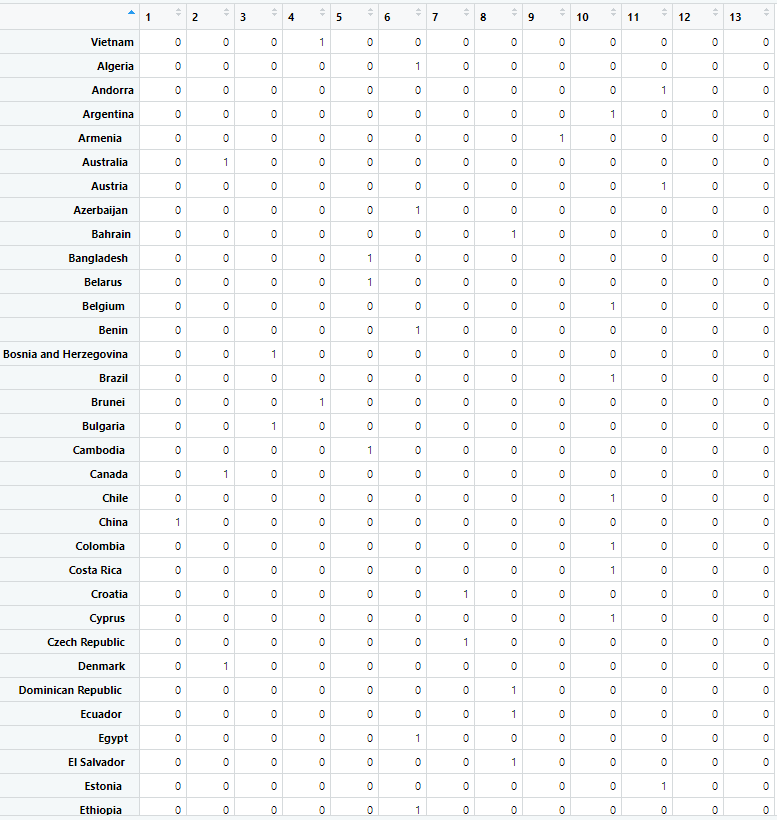 1 2 3 4 5 6 7 8 9 10 11 12 13
Vietnam 0 0 0 1 0 0 0 0 0 0 0 0 0
Algeria 0 0 0 0 0 1 0 0 0 0 0 0 0
Andorra 0 0 0 0 0 0 0 0 0 0 1 0 0
Argentina 0 0 0 0 0 0 0 0 0 1 0 0 0
Armenia 0 0 0 0 0 0 0 0 1 0 0 0 0
Australia 0 1 0 0 0 0 0 0 0 0 0 0 0
Austria 0 0 0 0 0 0 0 0 0 0 1 0 0
Azerbaijan 0 0 0 0 0 1 0 0 0 0 0 0 0
Bahrain 0 0 0 0 0 0 0 1 0 0 0 0 0
Bangladesh 0 0 0 0 1 0 0 0 0 0 0 0 0
Belarus 0 0 0 0 1 0 0 0 0 0 0 0 0
Belgium 0 0 0 0 0 0 0 0 0 1 0 0 0
Benin 0 0 0 0 0 1 0 0 0 0 0 0 0
Bosnia and Herzegovina 0 0 1 0 0 0 0 0 0 0 0 0 0
Brazil 0 0 0 0 0 0 0 0 0 1 0 0 0
Brunei 0 0 0 1 0 0 0 0 0 0 0 0 0
Bulgaria 0 0 1 0 0 0 0 0 0 0 0 0 0
Cambodia 0 0 0 0 1 0 0 0 0 0 0 0 0
Canada 0 1 0 0 0 0 0 0 0 0 0 0 0
Chile 0 0 0 0 0 0 0 0 0 1 0 0 0
China 1 0 0 0 0 0 0 0 0 0 0 0 0
Colombia 0 0 0 0 0 0 0 0 0 1 0 0 0
Costa Rica 0 0 0 0 0 0 0 0 0 1 0 0 0
Croatia 0 0 0 0 0 0 1 0 0 0 0 0 0
Cyprus 0 0 0 0 0 0 0 0 0 1 0 0 0
Czech Republic 0 0 0 0 0 0 1 0 0 0 0 0 0
Denmark 0 1 0 0 0 0 0 0 0 0 0 0 0
Dominican Republic 0 0 0 0 0 0 0 1 0 0 0 0 0
Ecuador 0 0 0 0 0 0 0 1 0 0 0 0 0
Egypt 0 0 0 0 0 1 0 0 0 0 0 0 0
El Salvador 0 0 0 0 0 0 0 1 0 0 0 0 0
Estonia 0 0 0 0 0 0 0 0 0 0 1 0 0
Ethiopia 0 0 0 0 0 1 0 0 0 0 0 0 0